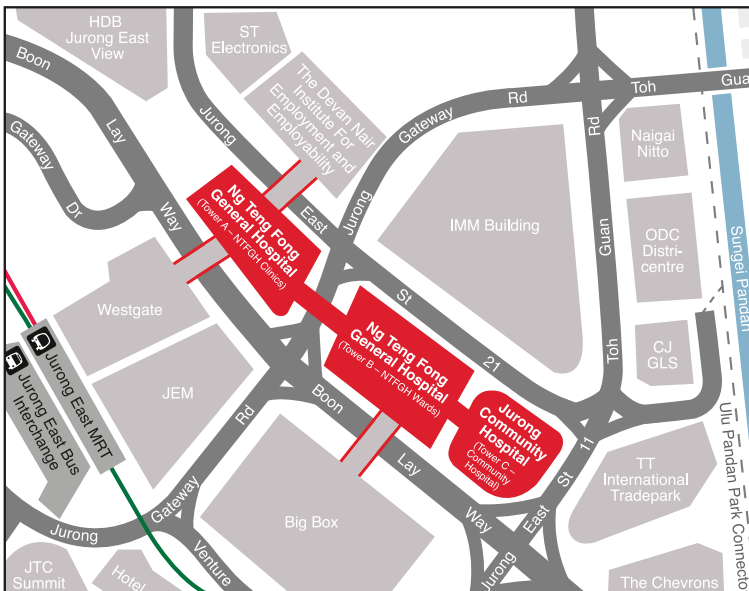 HDB
Jurong East
View
ST
Electronics
The Devan Nair
Institute For
Employment and
Employability
Boon
Lay
Way
Gateway
Dr
Jurong
East
St
21
Jurong
Gateway
Rd
Toh
Gua
Rd
Guan
Toh
Naigai
Nitto
ODC
Distri-
centre
CJ
GLS
Sungei Pandan
Ulu Pandan Park Connecto
IMM Building
Ng Teng Fong
General Hospital
(Tower A – NTFGH Clinics)
Ng Teng Fong
General Hospital
(Tower B – NTFGH Wards)
Jurong
Community
Hospital
(Tower C –
Community
Hospital)
Westgate
JEM
Jurong East MRT
Jurong East Bus
Interchange
Boon
Lay
Way
Jurong
East
St
11
Jurong
Gateway
Rd
Venture
Big Box
TT
International
Tradepark
The Chevrons
JTC
Summit
Hotel